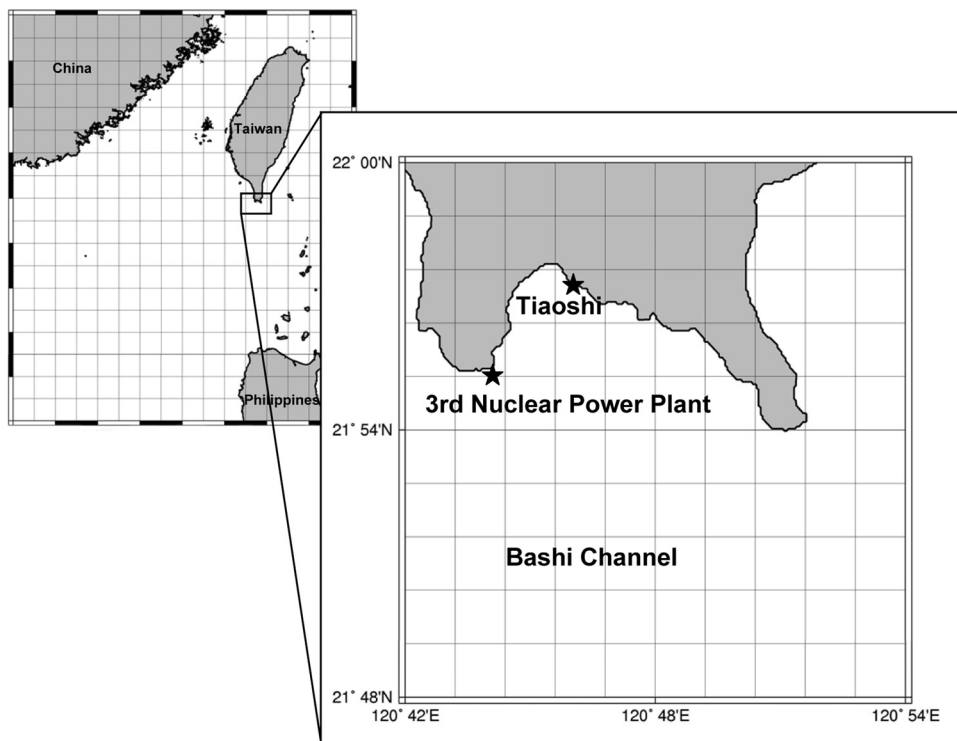 China
Taiwan
Philippines
22° 00'N
Tiaoshi
3rd Nuclear Power Plant
21° 54'N
Bashi Channel
21° 48'N
120° 42'E
120° 48'E
120° 54'E